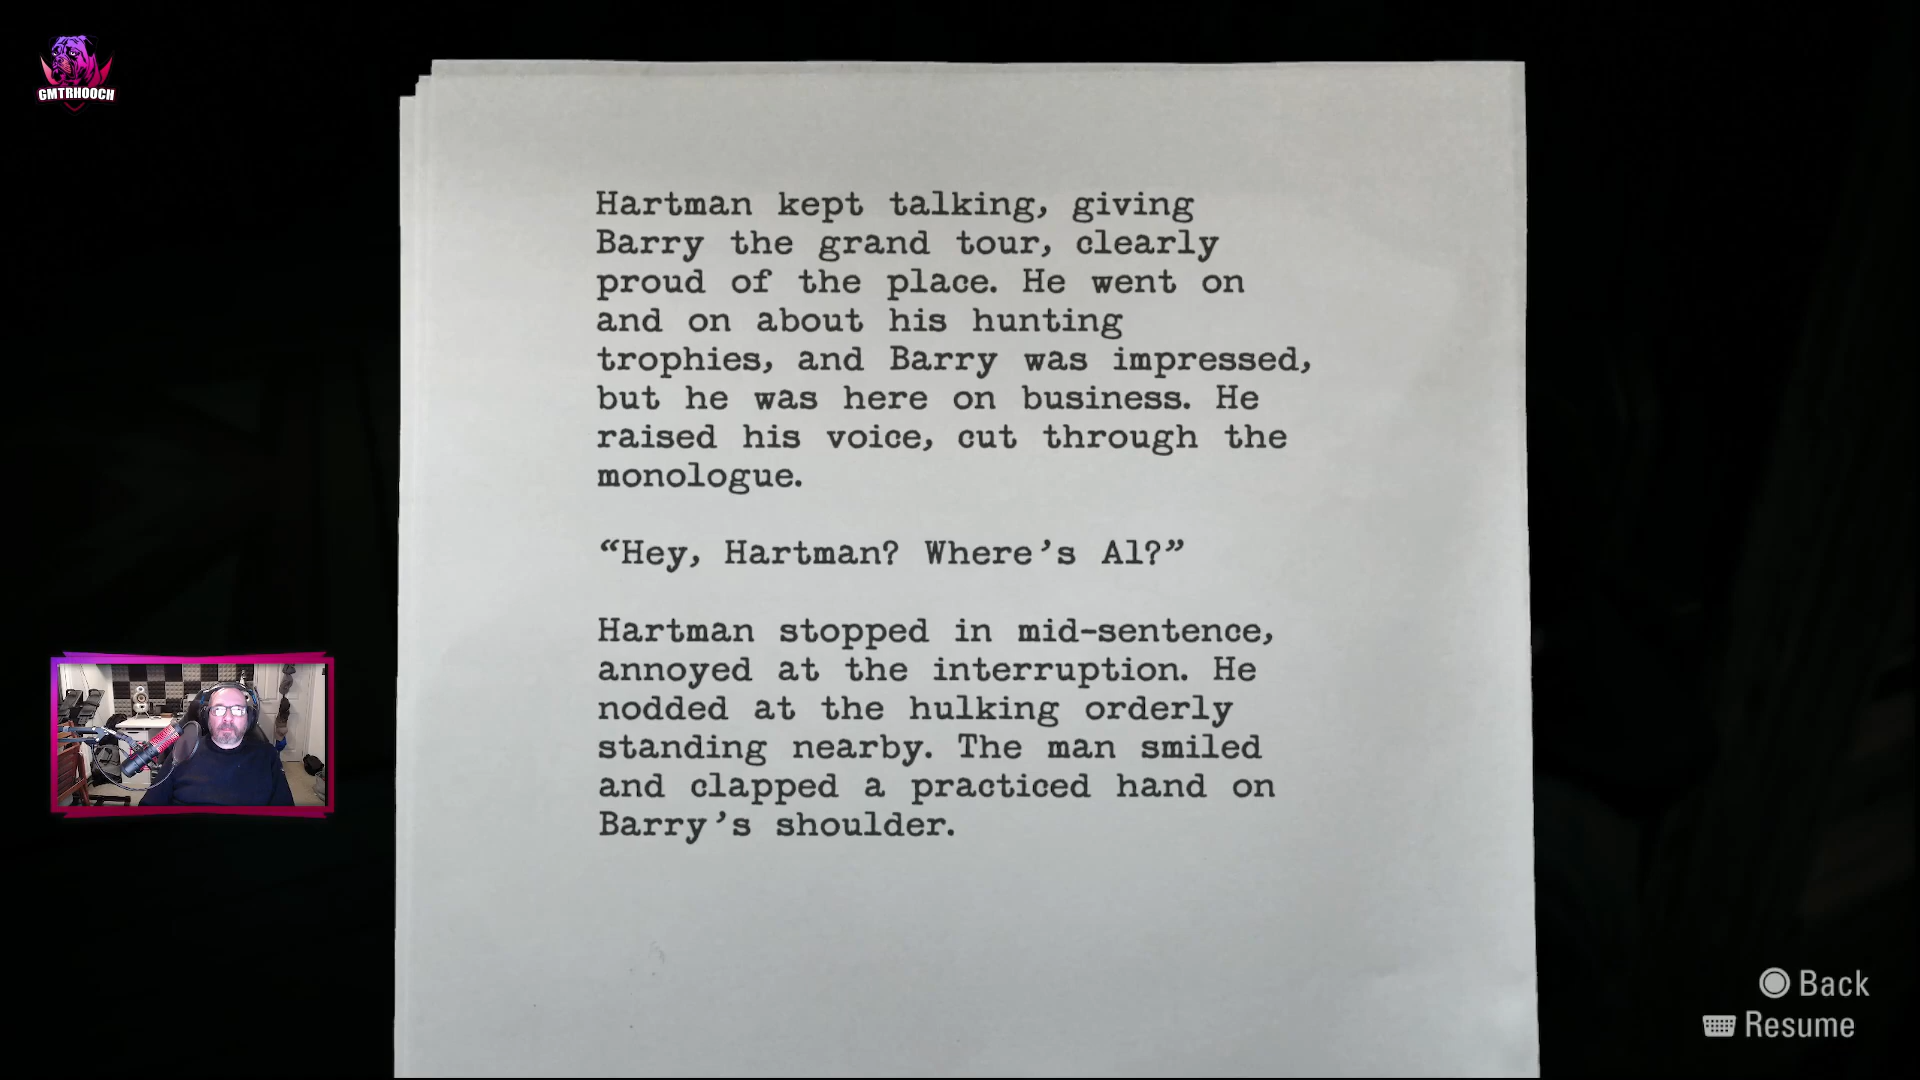 GMTRHOOCH
Hartman kept talking, giving
Barry the grand tour, clearly
proud of the place. He went on
and on about his hunting
trophies, and Barry was impressed,
but he was here on business. He
raised his voice, cut through the
monologue.
“Hey, Hartman? Where’s Al?”
Hartman stopped in mid-sentence,
annoyed at the interruption. He
nodded at the hulking orderly
standing nearby. The man smiled
and clapped a practiced hand on
Barry’s shoulder.
Back
Resume